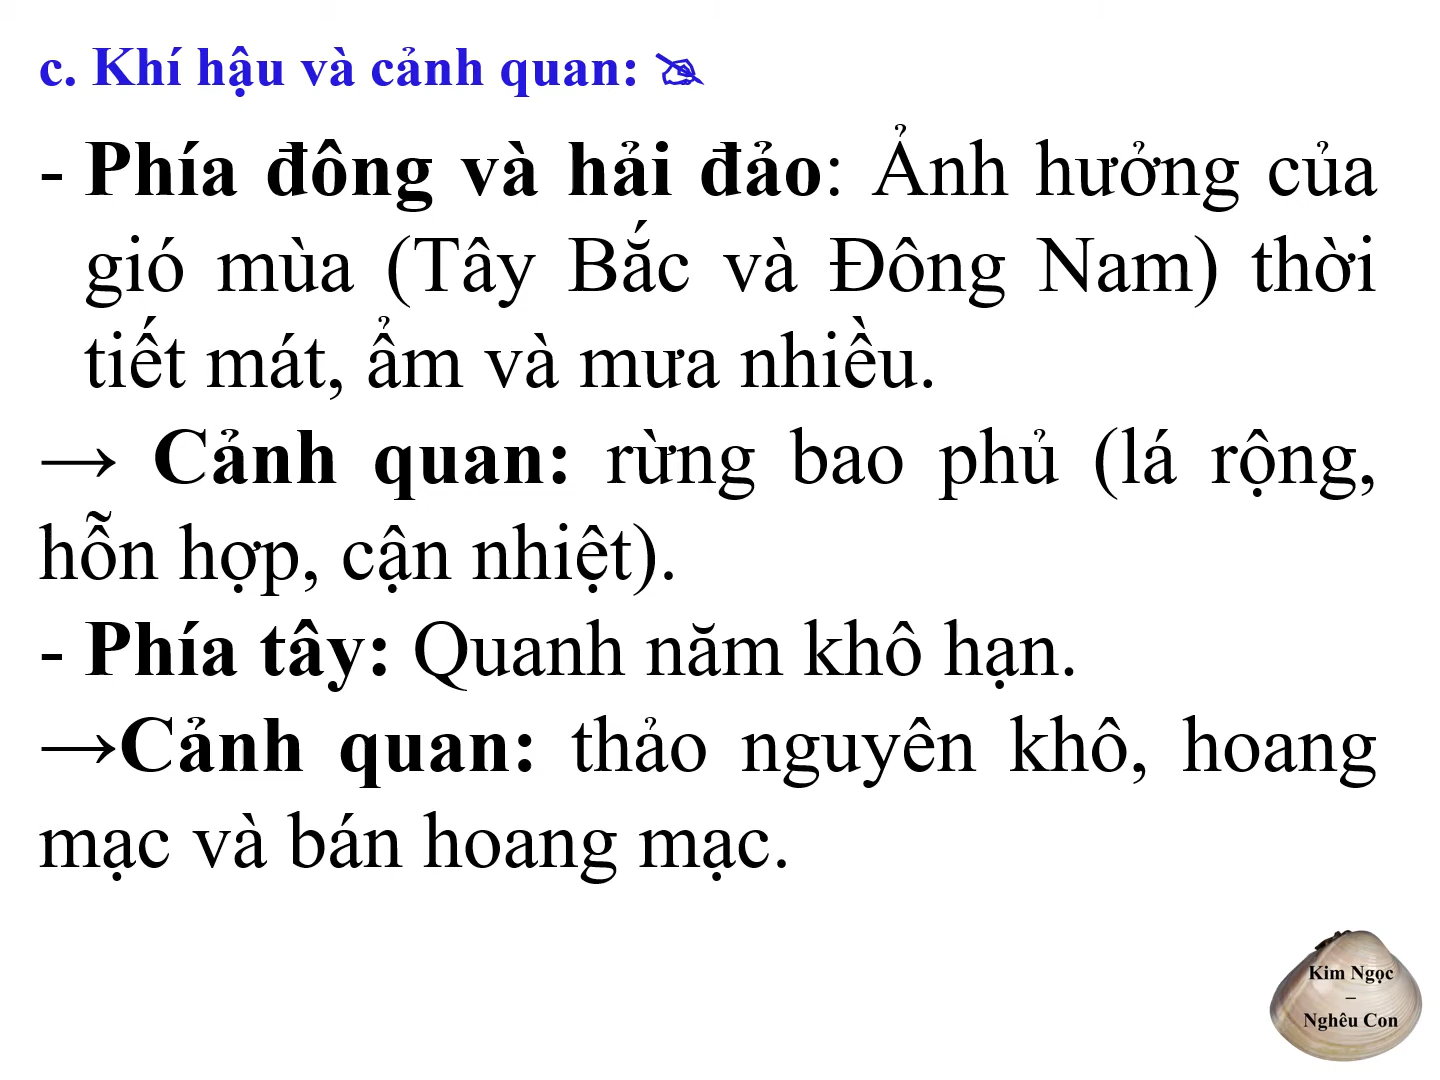 c. Khí hậu và cảnh quan:
- Phía đông và hải đảo: Ảnh hưởng của
gió mùa (Tây Bắc và Đông Nam) thời
tiết mát, ẩm và mưa nhiều.
→ Cảnh quan: rừng bao phủ (lá rộng,
hỗn hợp, cận nhiệt).
- Phía tây: Quanh năm khô hạn.
→Cảnh quan: thảo nguyên khô, hoang
mạc và bán hoang mạc.
Kim Ngọc
–
Nghêu Con